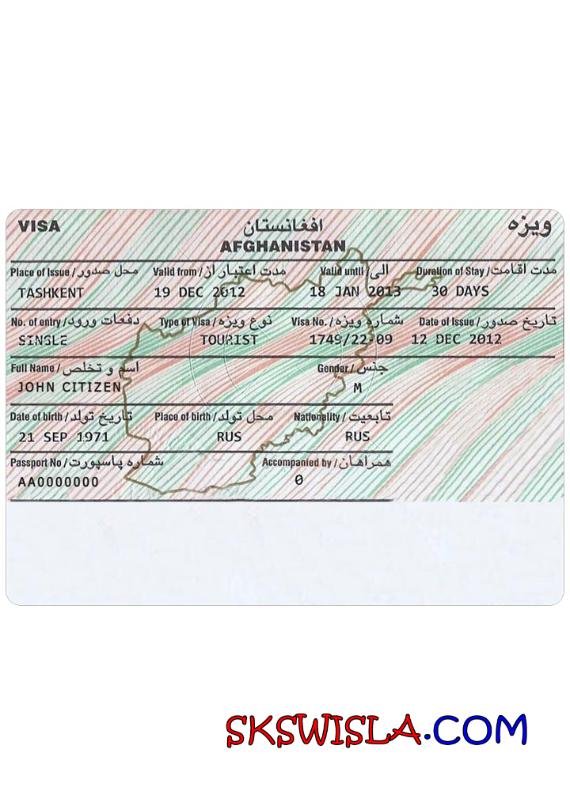 VISA افغانستان ویزه
AFGHANISTAN
Place of Issue / محل صدور Valid from / مدت اعتبار از Valid until / الی Duration of Stay / مدت اقامت
TASHKENT 19 DEC 2012 18 JAN 2013 30 DAYS
No. of entry / دفعات ورود Type of Visa / نوع ویزه Visa No. / شماره ویزه Date of Issue / تاریخ صدور
SINGLE TOURIST 1749/22-09 12 DEC 2012
Full Name / اسم و تخلص Gender / جنس
JOHN CITIZEN M
Date of birth / تاریخ تولد Place of birth / محل تولد Nationality / تابعیت
21 SEP 1971 RUS RUS
Passport No / شماره پاسپورت Accompanied by / همراهان
AA0000000 0
SKSWISLA.COM